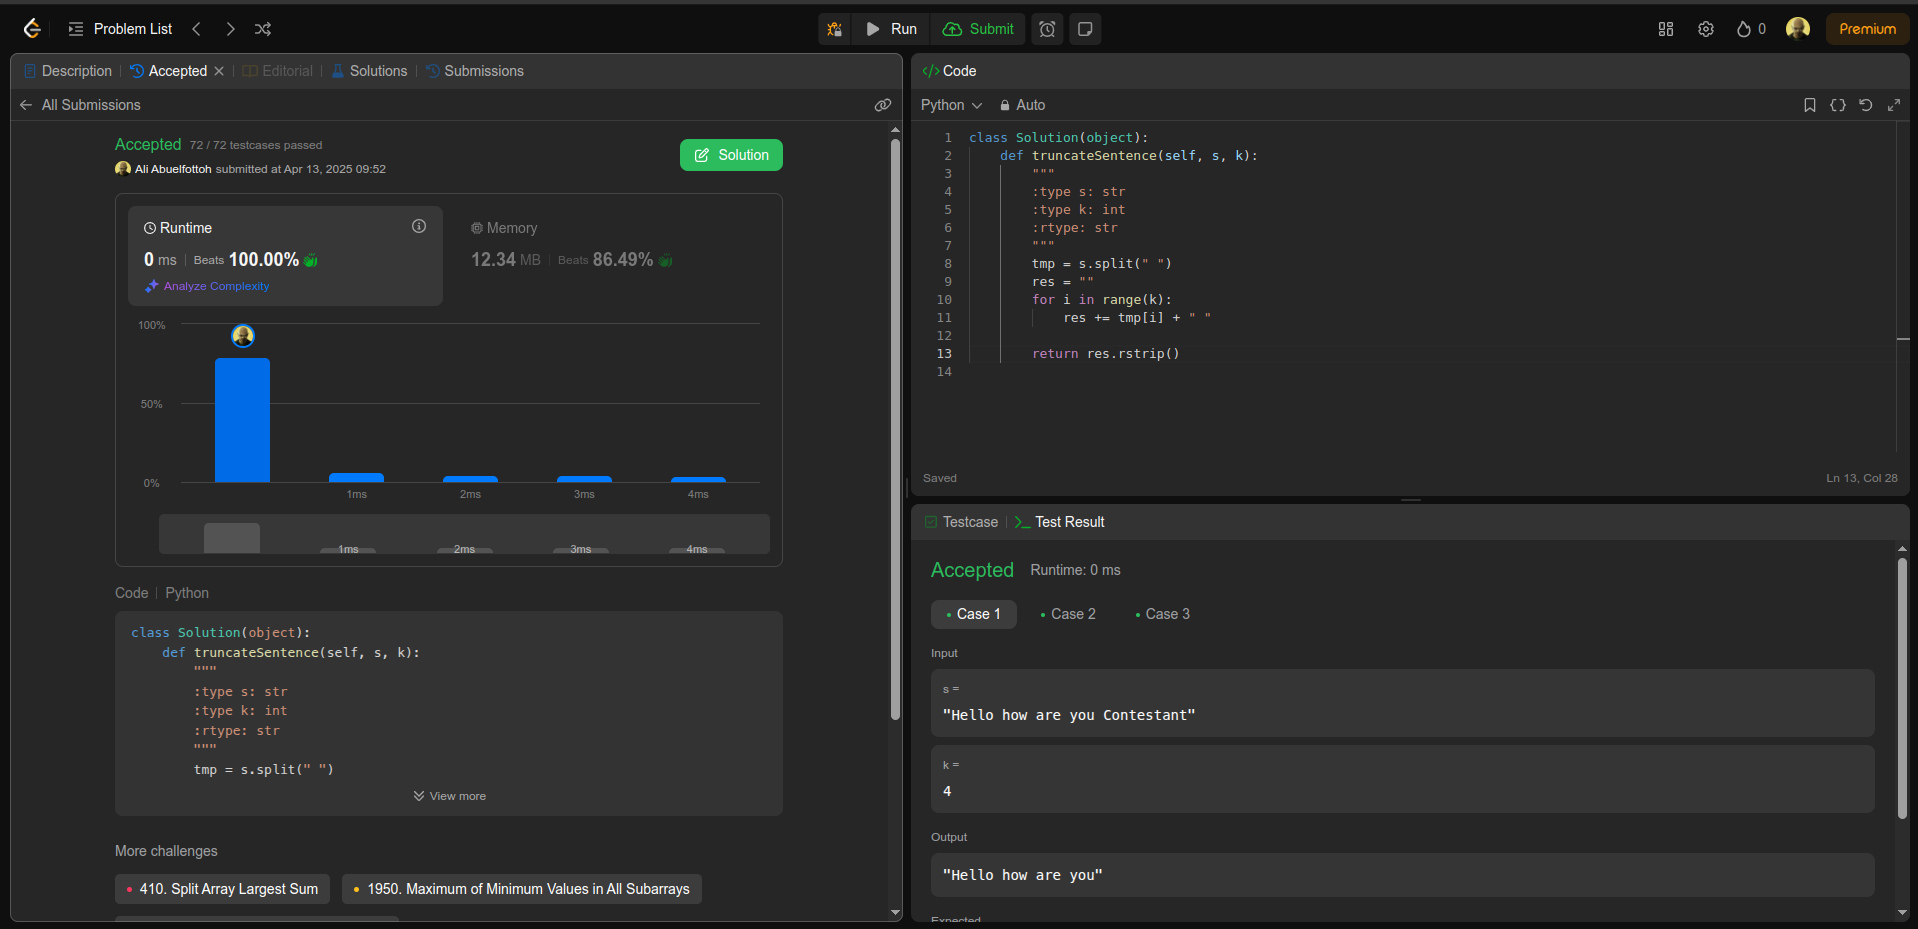 Problem List
Run
Submit
0
Premium
Description
Accepted
Editorial
Solutions
Submissions
All Submissions
Accepted 72 / 72 testcases passed
Ali Abuelfottoh submitted at Apr 13, 2025 09:52
Solution
Runtime
0 ms Beats 100.00%
Analyze Complexity
Memory
12.34 MB Beats 86.49%
100%
50%
0%
1ms 2ms 3ms 4ms
1ms 2ms 3ms 4ms
Code Python
class Solution(object):
    def truncateSentence(self, s, k):
        """
        :type s: str
        :type k: int
        :rtype: str
        """
        tmp = s.split(" ")
View more
More challenges
410. Split Array Largest Sum
1950. Maximum of Minimum Values in All Subarrays
</> Code
Python
Auto
1 class Solution(object):
2     def truncateSentence(self, s, k):
3         """
4         :type s: str
5         :type k: int
6         :rtype: str
7         """
8         tmp = s.split(" ")
9         res = ""
10         for i in range(k):
11             res += tmp[i] + " "
12
13         return res.rstrip()
14
Saved
Ln 13, Col 28
Testcase
>_ Test Result
Accepted Runtime: 0 ms
Case 1
Case 2
Case 3
Input
s =
"Hello how are you Contestant"
k =
4
Output
"Hello how are you"
Expected